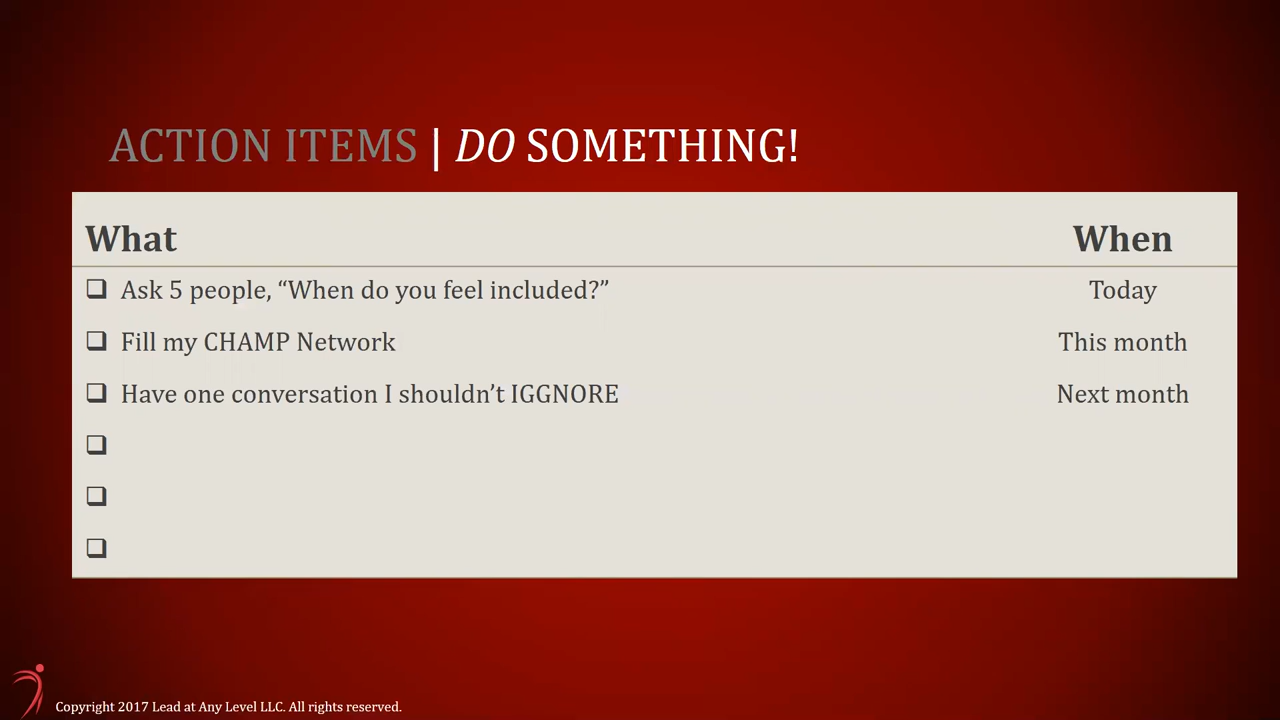 ACTION ITEMS | DO SOMETHING!
What When
❑ Ask 5 people, “When do you feel included?” Today
❑ Fill my CHAMP Network This month
❑ Have one conversation I shouldn’t IGGNORE Next month
❑
❑
❑
Copyright 2017 Lead at Any Level LLC. All rights reserved.